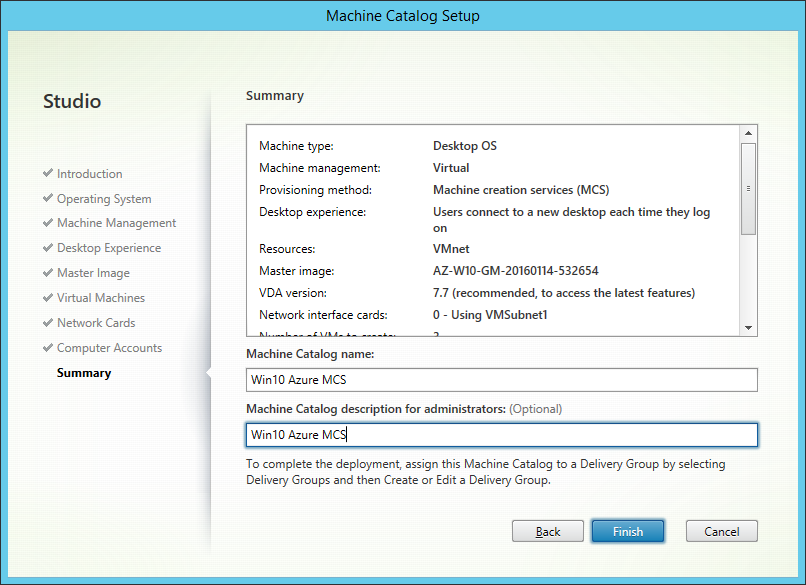 Machine Catalog Setup
Studio
Introduction
Operating System
Machine Management
Desktop Experience
Master Image
Virtual Machines
Network Cards
Computer Accounts
Summary
Summary
Machine type: Desktop OS
Machine management: Virtual
Provisioning method: Machine creation services (MCS)
Desktop experience: Users connect to a new desktop each time they log
on
Resources: VMnet
Master image: AZ-W10-GM-20160114-532654
VDA version: 7.7 (recommended, to access the latest features)
Network interface cards: 0 - Using VMSubnet1
Number of VMs to create:
Machine Catalog name:
Win10 Azure MCS
Machine Catalog description for administrators: (Optional)
Win10 Azure MCS
To complete the deployment, assign this Machine Catalog to a Delivery Group by selecting
Delivery Groups and then Create or Edit a Delivery Group.
Back Finish Cancel